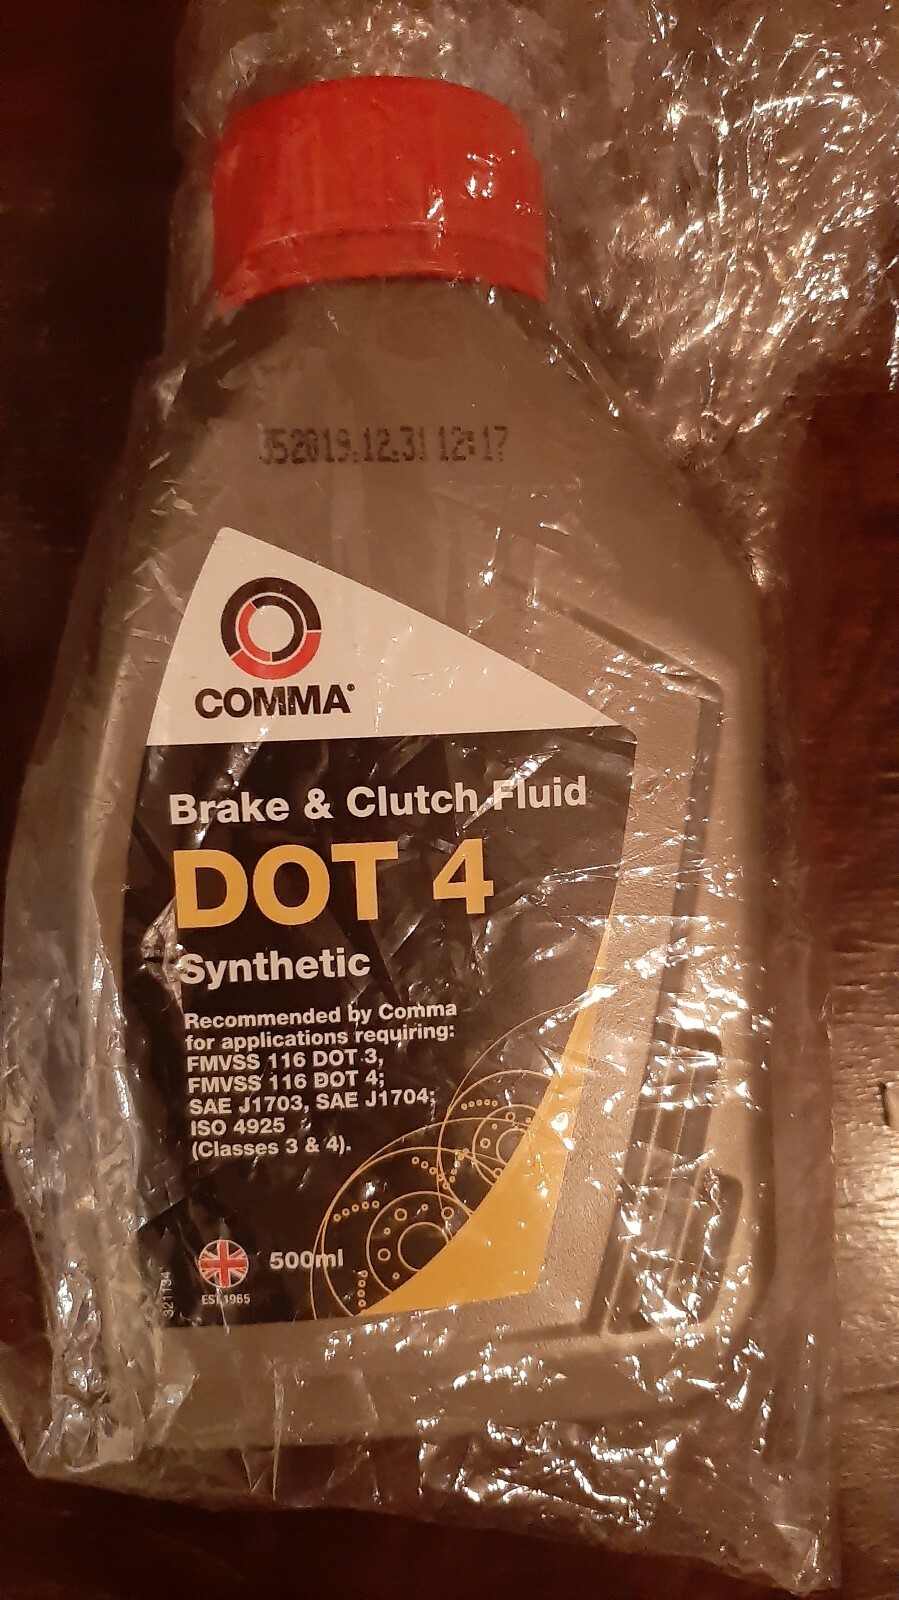 J52019.12.31 12:17
COMMA®
Brake & Clutch Fluid
DOT 4
Synthetic
Recommended by Comma
for applications requiring:
FMVSS 116 DOT 3,
FMVSS 116 DOT 4;
SAE J1703, SAE J1704;
ISO 4925
(Classes 3 & 4).
500ml
EST.1965
321134